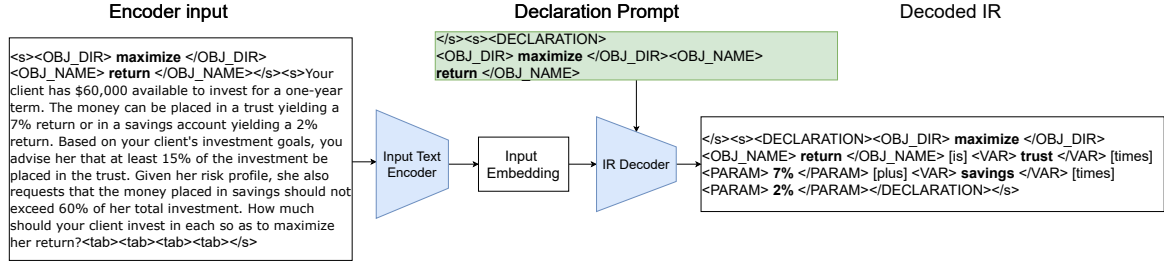 Encoder input
Declaration Prompt
Decoded IR
<s><OBJ_DIR> maximize </OBJ_DIR>
<OBJ_NAME> return </OBJ_NAME></s><s>Your
client has $60,000 available to invest for a one-year
term. The money can be placed in a trust yielding a
7% return or in a savings account yielding a 2%
return. Based on your client's investment goals, you
advise her that at least 15% of the investment be
placed in the trust. Given her risk profile, she also
requests that the money placed in savings should not
exceed 60% of her total investment. How much
should your client invest in each so as to maximize
her return?<tab><tab><tab><tab></s>
</s><s><DECLARATION>
<OBJ_DIR> maximize </OBJ_DIR><OBJ_NAME>
return </OBJ_NAME>
Input Text
Encoder
Input
Embedding
IR Decoder
</s><s><DECLARATION><OBJ_DIR> maximize </OBJ_DIR>
<OBJ_NAME> return </OBJ_NAME> [is] <VAR> trust </VAR> [times]
<PARAM> 7% </PARAM> [plus] <VAR> savings </VAR> [times]
<PARAM> 2% </PARAM></DECLARATION></s>